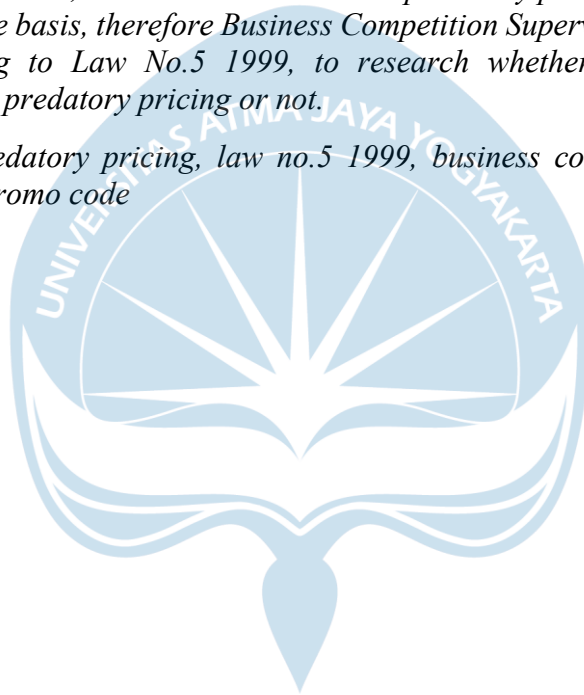 e basis, therefore Business Competition Superv
g to Law No.5 1999, to research whether
predatory pricing or not.
edatory pricing, law no.5 1999, business co
romo code
UNIVERSITAS ATMA JAYA YOGYAKARTA